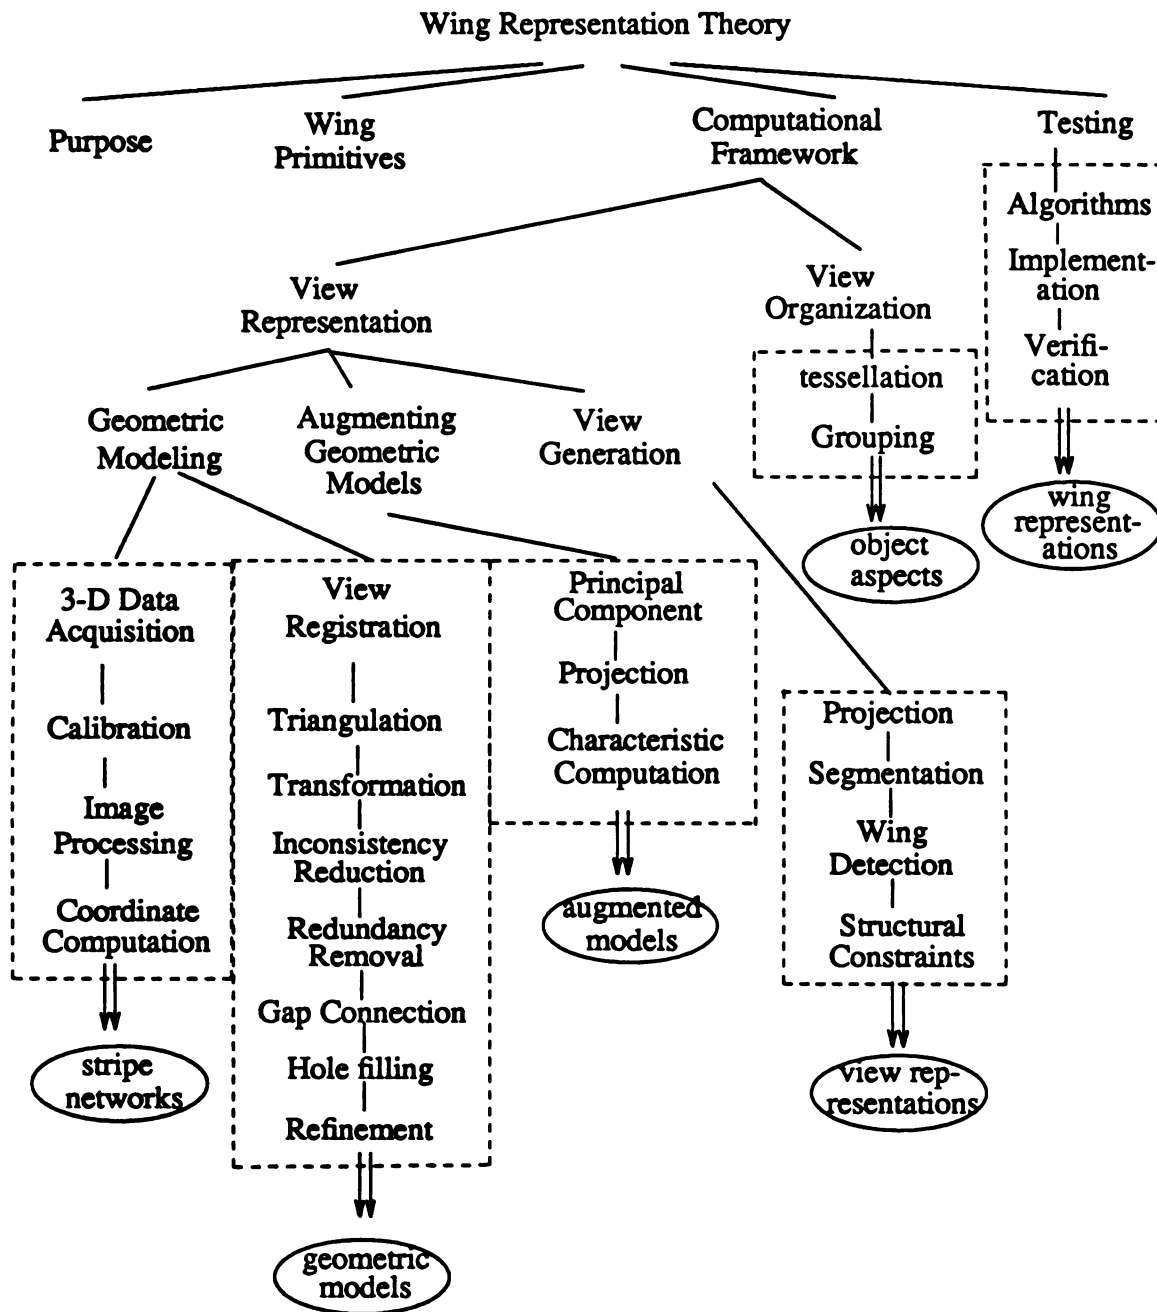 Wing Representation Theory
Purpose
Wing
Primitives
Computational
Framework
Testing
Algorithms
Implement-
ation
Verifi-
cation
wing
represent-
ations
View
Representation
View
Organization
tessellation
Grouping
object
aspects
Geometric
Modeling
Augmenting
Geometric
Models
View
Generation
3-D Data
Acquisition
Calibration
Image
Processing
Coordinate
Computation
stripe
networks
View
Registration
Triangulation
Transformation
Inconsistency
Reduction
Redundancy
Removal
Gap Connection
Hole filling
Refinement
geometric
models
Principal
Component
Projection
Characteristic
Computation
augmented
models
Projection
Segmentation
Wing
Detection
Structural
Constraints
view rep-
resentations